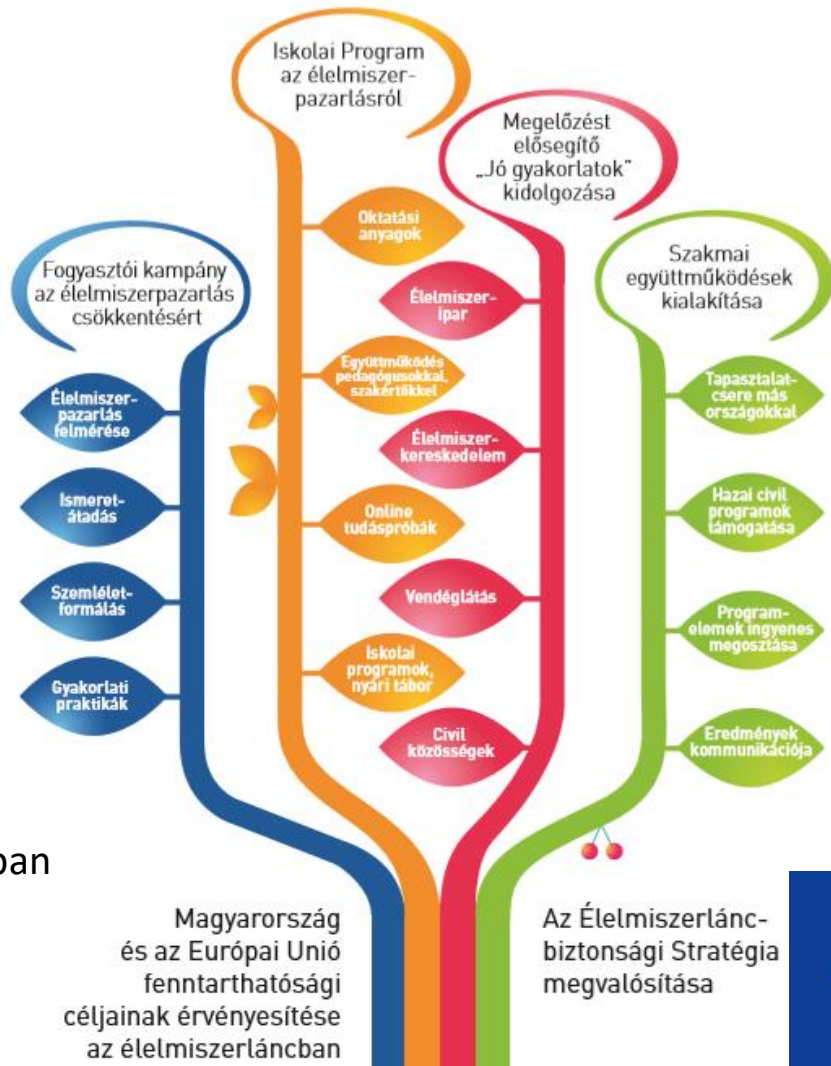 Iskolai Program
az élelmiszer-
pazarlásról
Megelőzést
elősegítő
„Jó gyakorlatok”
kidolgozása
Fogyasztói kampány
az élelmiszerpazarlás
csökkentésért
Szakmai
együttműködések
kialakítása
Élelmiszer-
pazarlás
felmérése
Ismeret-
átadás
Szemlélet-
formálás
Gyakorlati
praktikák
Oktatási
anyagok
Együttműködés
pedagógusokkal,
szakértőkkel
Online
tudáspróbák
Iskolai
programok,
nyári tábor
Élelmiszer-
ipar
Élelmiszer-
kereskedelem
Vendéglátás
Civil
közösségek
Tapasztalat-
csere más
országokkal
Hazai civil
programok
támogatása
Program-
elemek ingyenes
megosztása
Eredmények
kommunikációja
ban
Magyarország
és az Európai Unió
fenntarthatósági
céljainak érvényesítése
az élelmiszerláncban
Az Élelmiszerlánc-
biztonsági Stratégia
megvalósítása